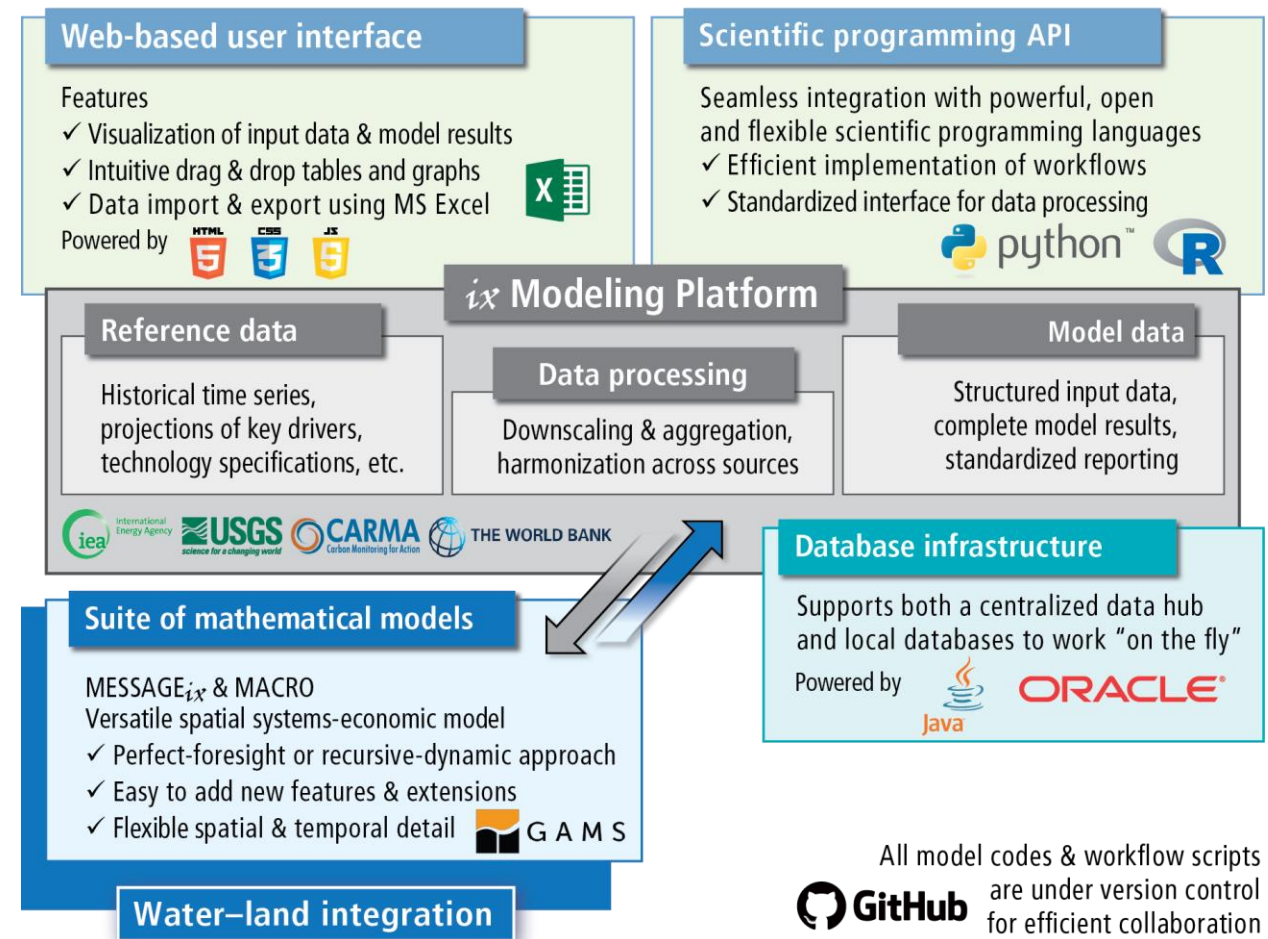 Web-based user interface
Features
✓ Visualization of input data & model results
✓ Intuitive drag & drop tables and graphs
✓ Data import & export using MS Excel
X
Powered by
HTML
5
CSS
3
JS
5
Scientific programming API
Seamless integration with powerful, open
and flexible scientific programming languages
✓ Efficient implementation of workflows
✓ Standardized interface for data processing
python™
R
ix Modeling Platform
Reference data
Historical time series,
projections of key drivers,
technology specifications, etc.
Data processing
Downscaling & aggregation,
harmonization across sources
Model data
Structured input data,
complete model results,
standardized reporting
iea
International
Energy Agency
USGS
science for a changing world
CARMA
Carbon Monitoring for Action
THE WORLD BANK
Database infrastructure
Supports both a centralized data hub
and local databases to work “on the fly”
Powered by
Java
ORACLE®
Suite of mathematical models
MESSAGEix & MACRO
Versatile spatial systems-economic model
✓ Perfect-foresight or recursive-dynamic approach
✓ Easy to add new features & extensions
✓ Flexible spatial & temporal detail
GAMS
Water–land integration
All model codes & workflow scripts
GitHub
are under version control
for efficient collaboration